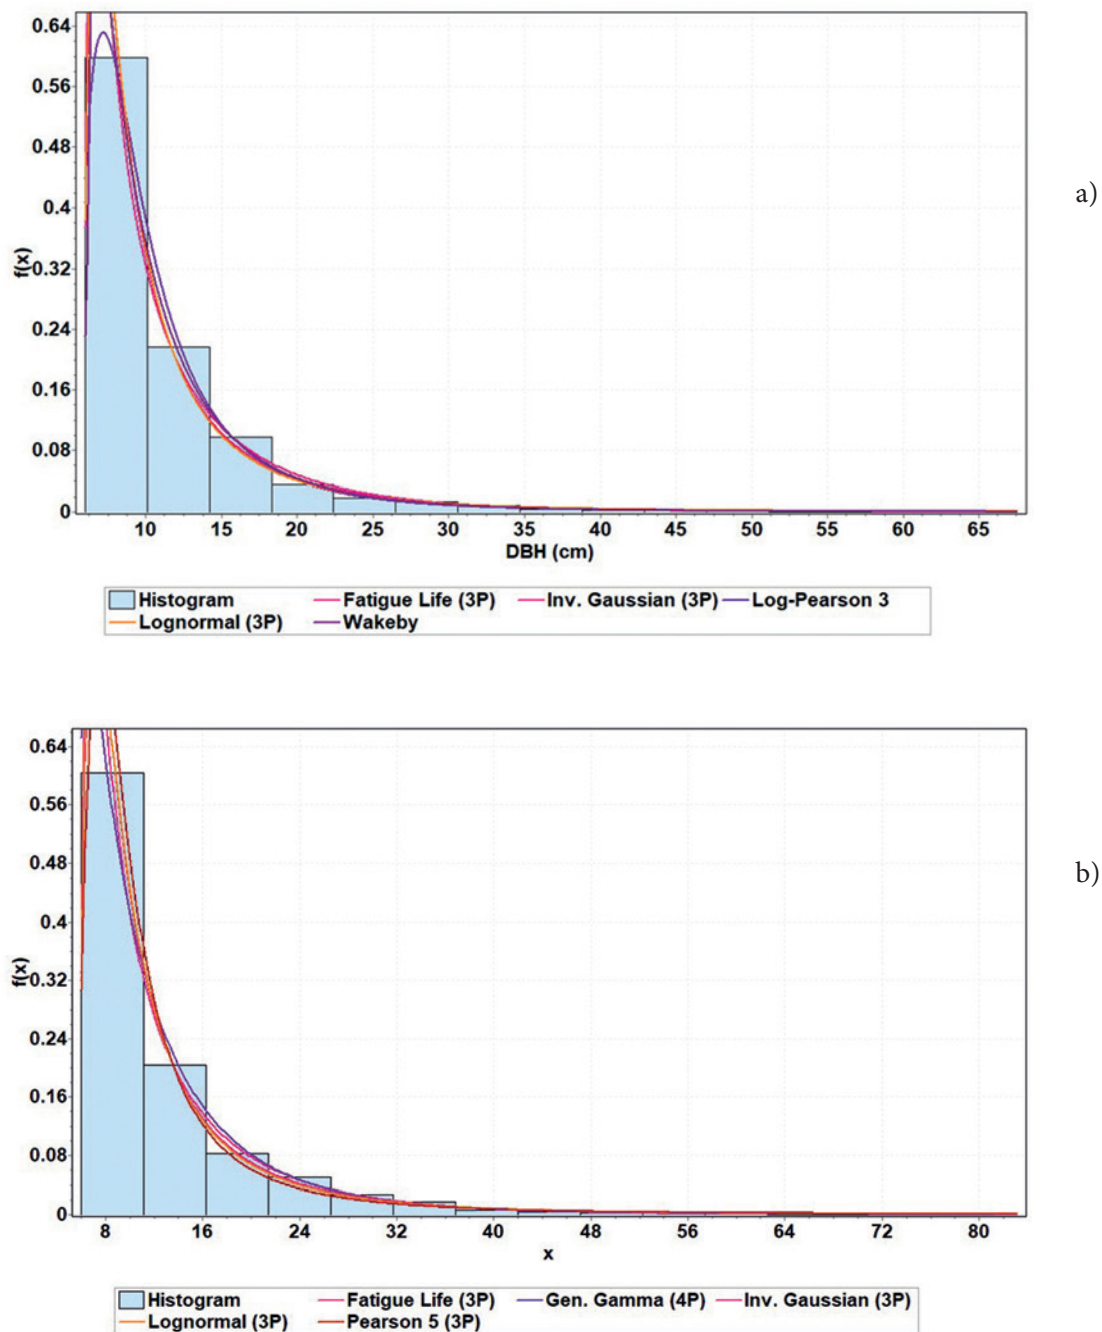 0.64
0.56
0.48
0.4
0.32
0.24
0.16
0.08
0
f(x)
a)
10 15 20 25 30 35 40 45 50 55 60 65
DBH (cm)
Histogram Fatigue Life (3P) Inv. Gaussian (3P) Log-Pearson 3
Lognormal (3P) Wakeby
0.64
0.56
0.48
0.4
0.32
0.24
0.16
0.08
0
f(x)
b)
8 16 24 32 40 48 56 64 72 80
x
Histogram Fatigue Life (3P) Gen. Gamma (4P) Inv. Gaussian (3P)
Lognormal (3P) Pearson 5 (3P)